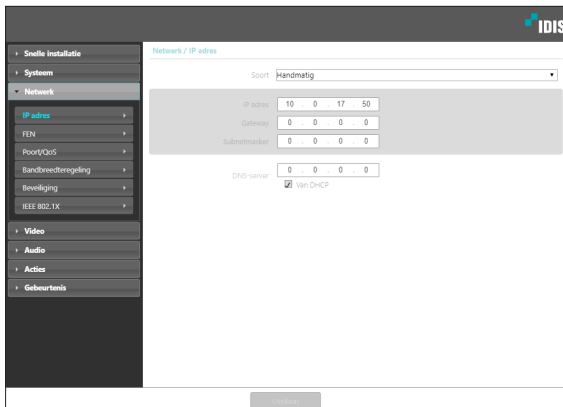 IDIS
Snelle installatie
Systeem
Netwerk
IP adres
FEN
Poort/QoS
Bandbreedteregeling
Beveiliging
IEEE 802.1X
Video
Audio
Acties
Gebeurtenis
Netwerk / IP adres
Soort Handmatig
IP adres 10 . 0 . 17 . 50
Gateway 0 . 0 . 0 . 0
Subnetmasker 0 . 0 . 0 . 0
DNS-server 0 . 0 . 0 . 0
Van DHCP